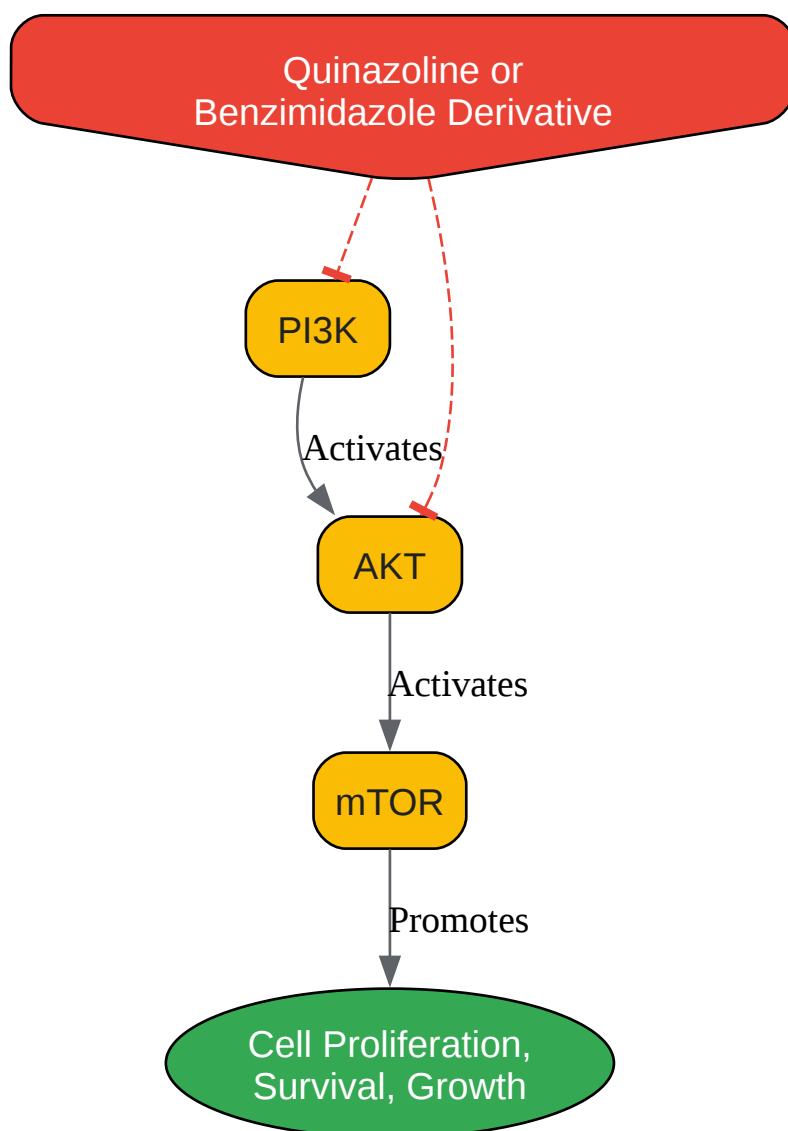 Quinazoline or
Benzimidazole Derivative
PI3K
Activates
AKT
Activates
mTOR
Promotes
Cell Proliferation,
Survival, Growth